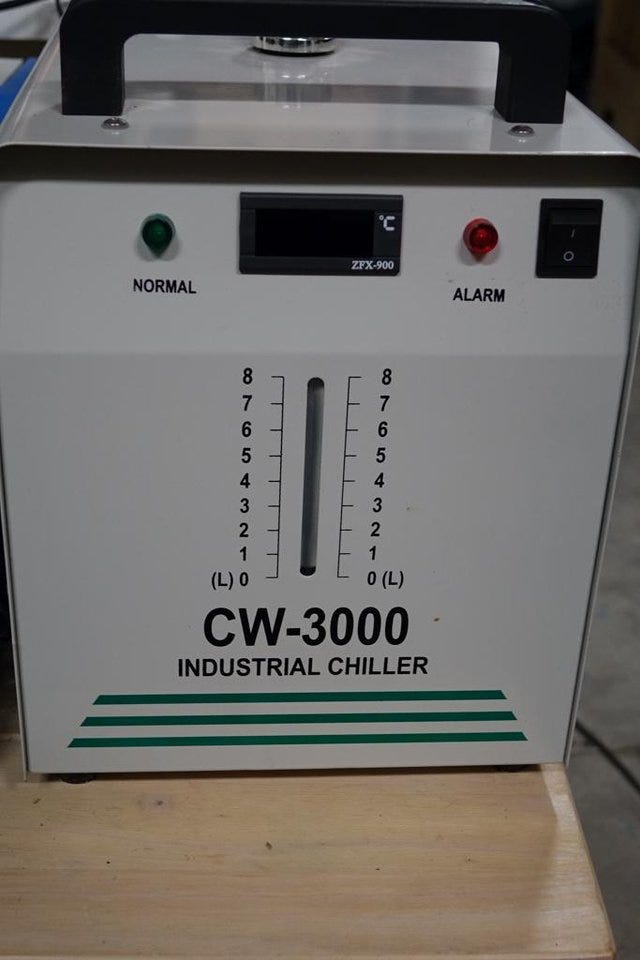 ℃
ZFX-900
NORMAL
ALARM
I
O
8 8
7 7
6 6
5 5
4 4
3 3
2 2
1 1
(L) 0 0 (L)
CW-3000
INDUSTRIAL CHILLER